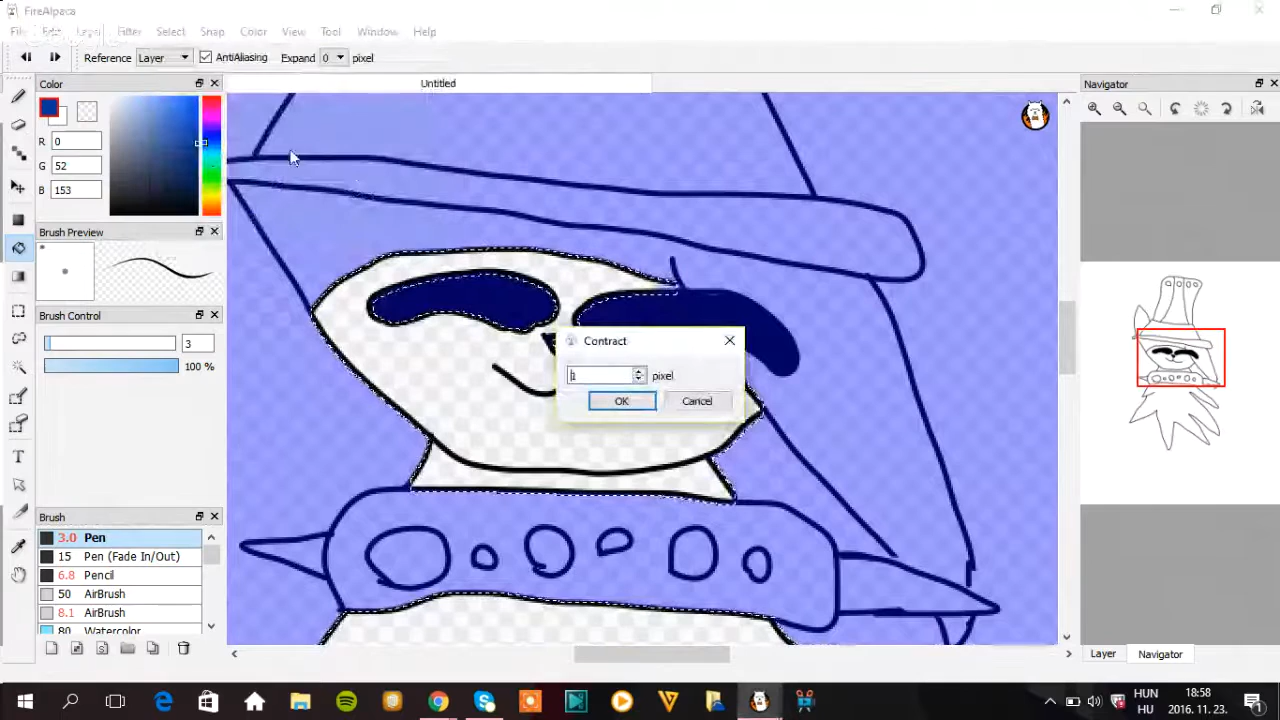 FireAlpaca
File Edit Layer Filter Select Snap Color View Tool Window Help
Reference Layer AntiAliasing Expand 0 pixel
Color
Untitled
Navigator
R 0
G 52
B 153
Brush Preview
Brush Control
3
100 %
Contract
1 pixel
OK Cancel
Brush
3.0 Pen
15 Pen (Fade In/Out)
6.8 Pencil
50 AirBrush
8.1 AirBrush
80 Watercolor
Layer Navigator
HUN 18:58
HU 2016. 11. 23.
1